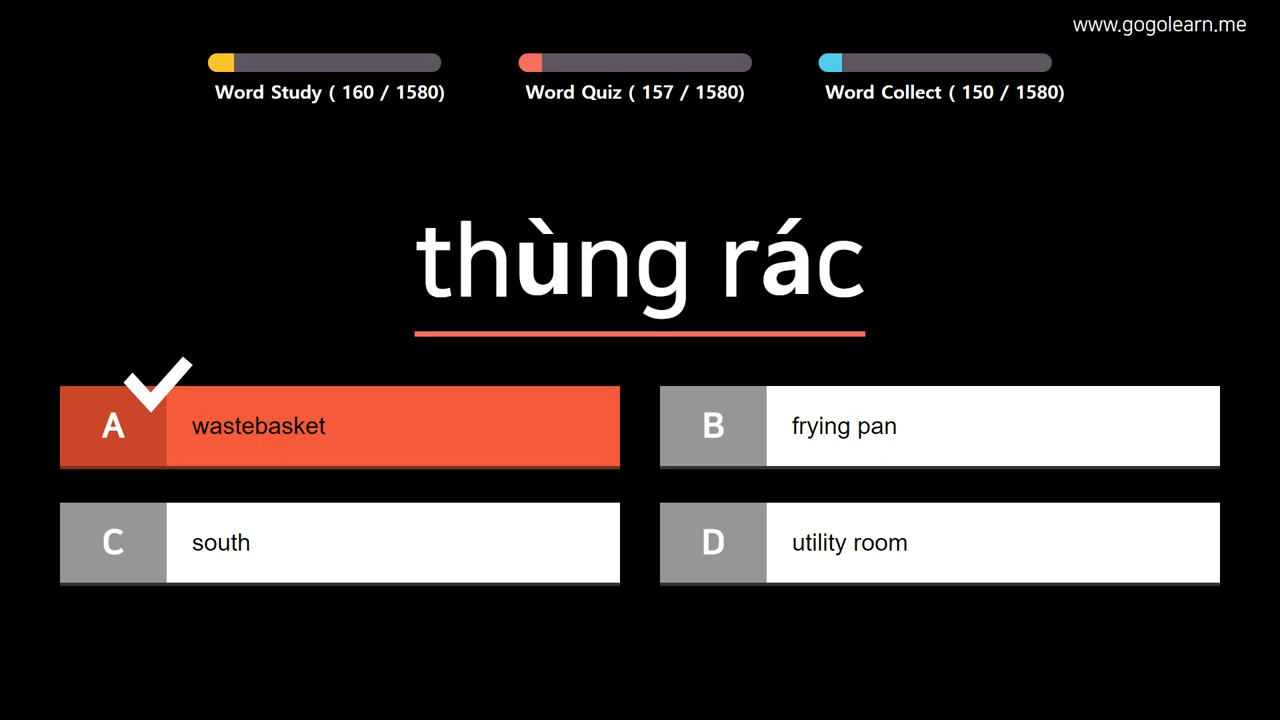 www.gogolearn.me
Word Study ( 160 / 1580)
Word Quiz ( 157 / 1580)
Word Collect ( 150 / 1580)
thùng rác
A wastebasket
B frying pan
C south
D utility room